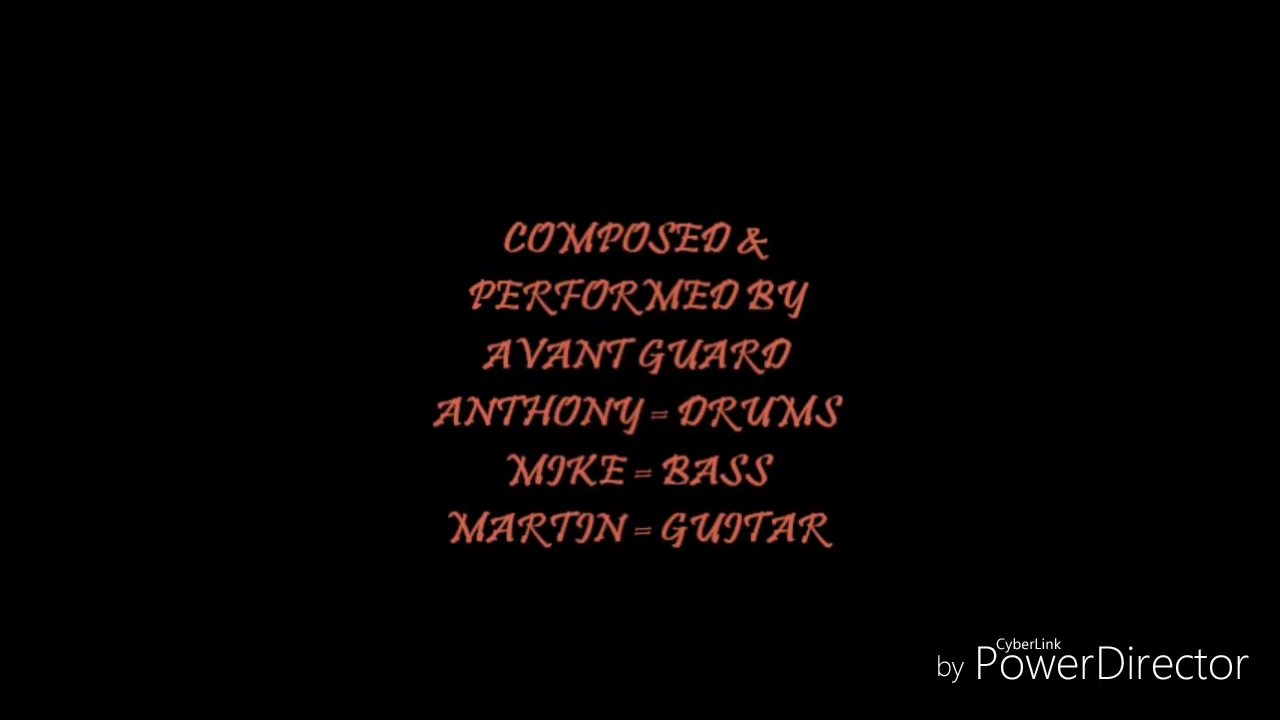 COMPOSED &
PERFORMED BY
AVANT GUARD
ANTHONY = DRUMS
MIKE = BASS
MARTIN = GUITAR
CyberLink
by PowerDirector